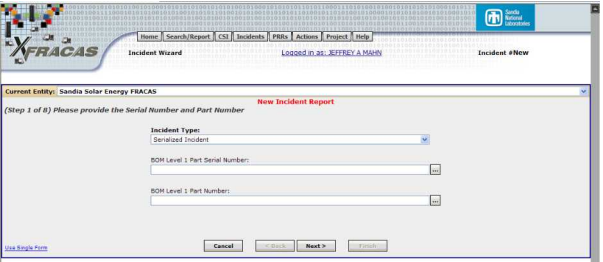 Sandia
National
Laboratories
XFRACAS
Home Search/Report CSI Incidents PRRs Actions Project Help
Incident Wizard Logged in as: JEFFREY A MAHN Incident #New
Current Entity: Sandia Solar Energy FRACAS
New Incident Report
(Step 1 of 8) Please provide the Serial Number and Part Number
Incident Type:
Serialized Incident
BOM Level 1 Part Serial Number:
...
BOM Level 1 Part Number:
...
Use Single Form Cancel < Back Next > Finish